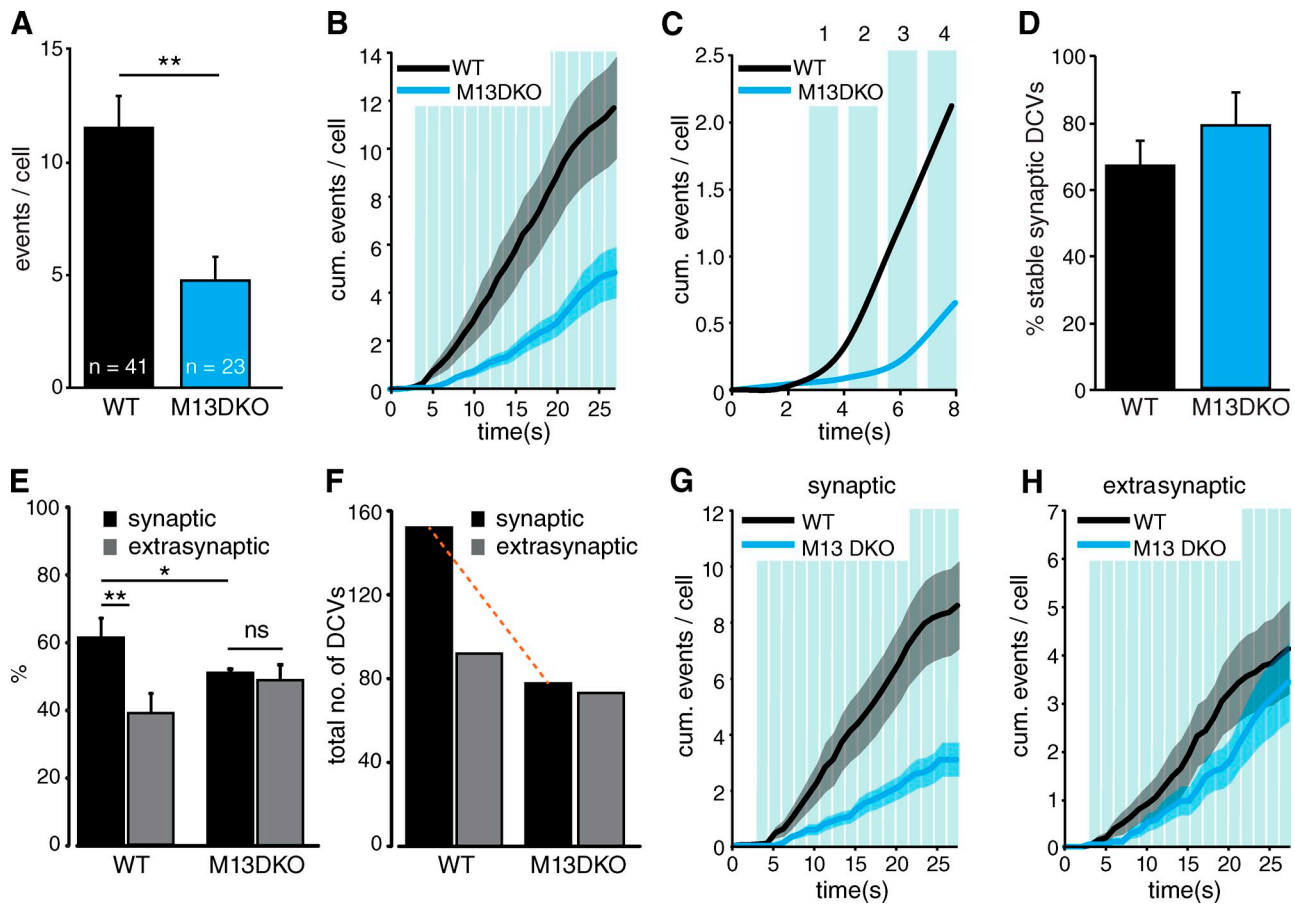 A
15
10
5
0
events / cell
**
n = 41
n = 23
WT
M13DKO
B
14
12
10
8
6
4
2
0
cum. events / cell
WT
M13DKO
0 5 10 15 20 25
time(s)
C
1 2 3 4
2.5
2.0
1.5
1.0
0.5
0
cum. events / cell
WT
M13DKO
0 2 4 6 8
time(s)
D
100
80
60
40
20
0
% stable synaptic DCVs
WT
M13DKO
E
100
80
60
40
20
0
%
synaptic
extrasynaptic
*
**
ns
WT
M13DKO
F
160
120
80
40
0
total no. of DCVs
synaptic
extrasynaptic
WT
M13DKO
G
synaptic
12
10
8
6
4
2
0
cum. events / cell
WT
M13 DKO
0 5 10 15 20 25
time(s)
H
extrasynaptic
7
6
5
4
3
2
1
0
cum. events / cell
WT
M13 DKO
0 5 10 15 20 25
time(s)